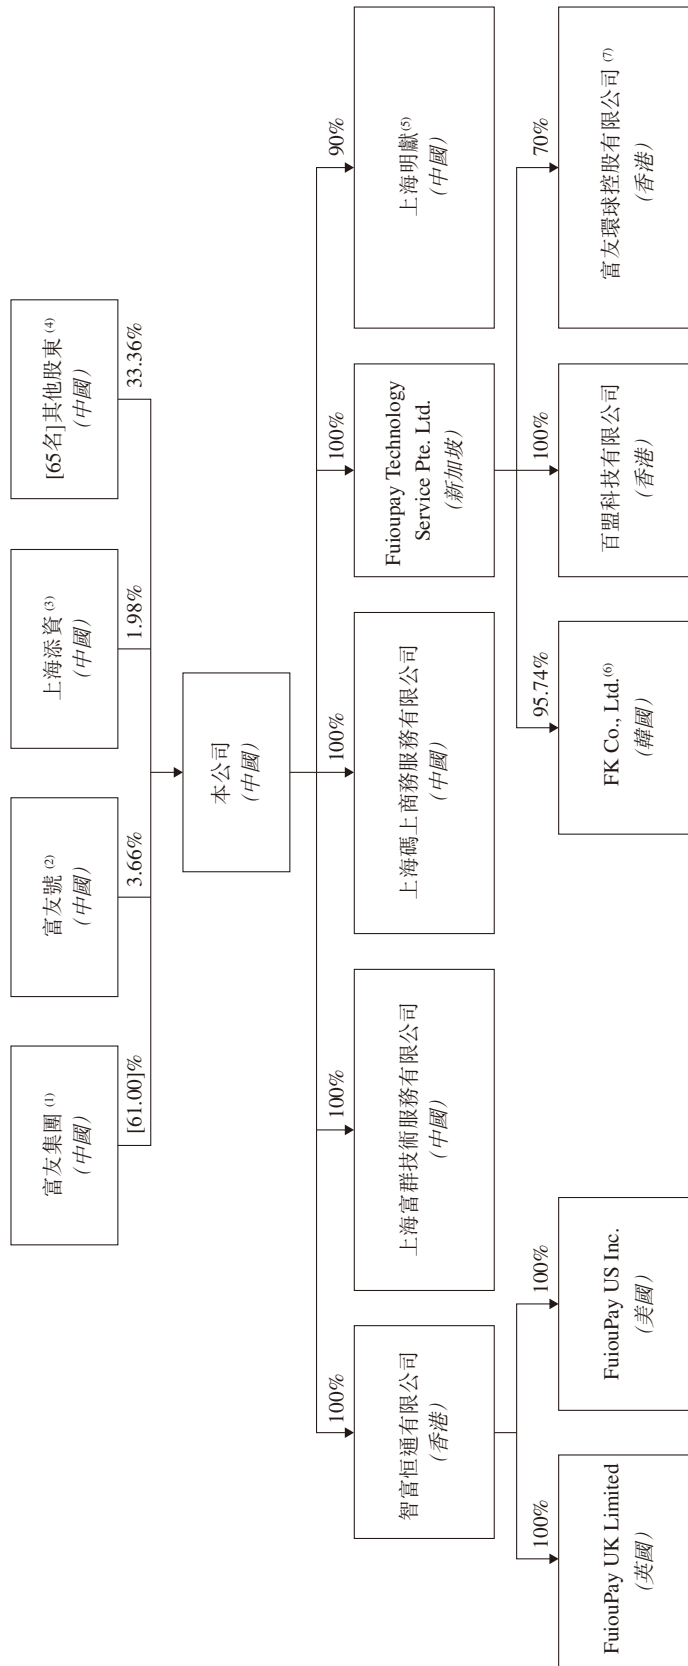 富友集團 (1)
(中國)
富友號 (2)
(中國)
上海添資 (3)
(中國)
[65名]其他股東 (4)
(中國)
[61.00]%
3.66%
1.98%
33.36%
本公司
(中國)
100%
100%
100%
100%
90%
智富恒通有限公司
(香港)
上海富群技術服務有限公司
(中國)
上海碼上商務服務有限公司
(中國)
Fuioupay Technology
Service Pte. Ltd.
(新加坡)
上海明獻(5)
(中國)
100%
100%
95.74%
100%
70%
FuiouPay UK Limited
(英國)
FuiouPay US Inc.
(美國)
FK Co., Ltd.(6)
(韓國)
百盟科技有限公司
(香港)
富友環球控股有限公司 (7)
(香港)